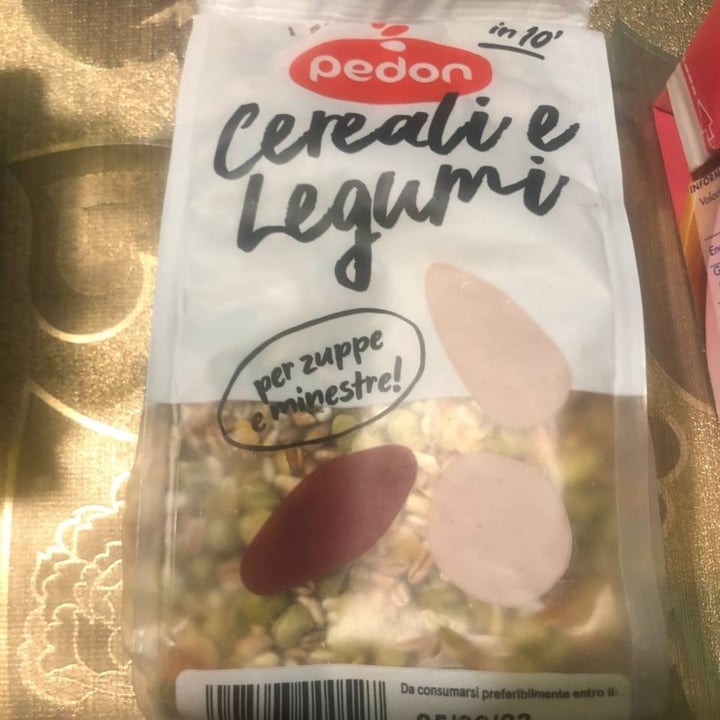 in 10'
pedon
Cereali e
Legumi
per zuppe
e minestre!
Da consumarsi preferibilmente entro il: